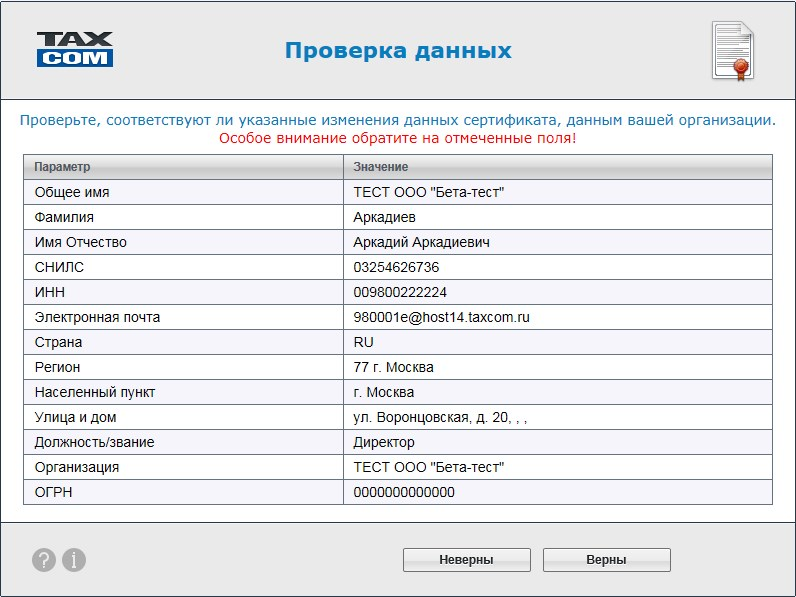 TAX
COM
Проверка данных
Проверьте, соответствуют ли указанные изменения данных сертификата, данным вашей организации.
Особое внимание обратите на отмеченные поля!
Параметр Значение
Общее имя ТЕСТ ООО "Бета-тест"
Фамилия Аркадиев
Имя Отчество Аркадий Аркадиевич
СНИЛС 03254626736
ИНН 009800222224
Электронная почта 980001e@host14.taxcom.ru
Страна RU
Регион 77 г. Москва
Населенный пункт г. Москва
Улица и дом ул. Воронцовская, д. 20, , ,
Должность/звание Директор
Организация ТЕСТ ООО "Бета-тест"
ОГРН 0000000000000
? i Неверны Верны